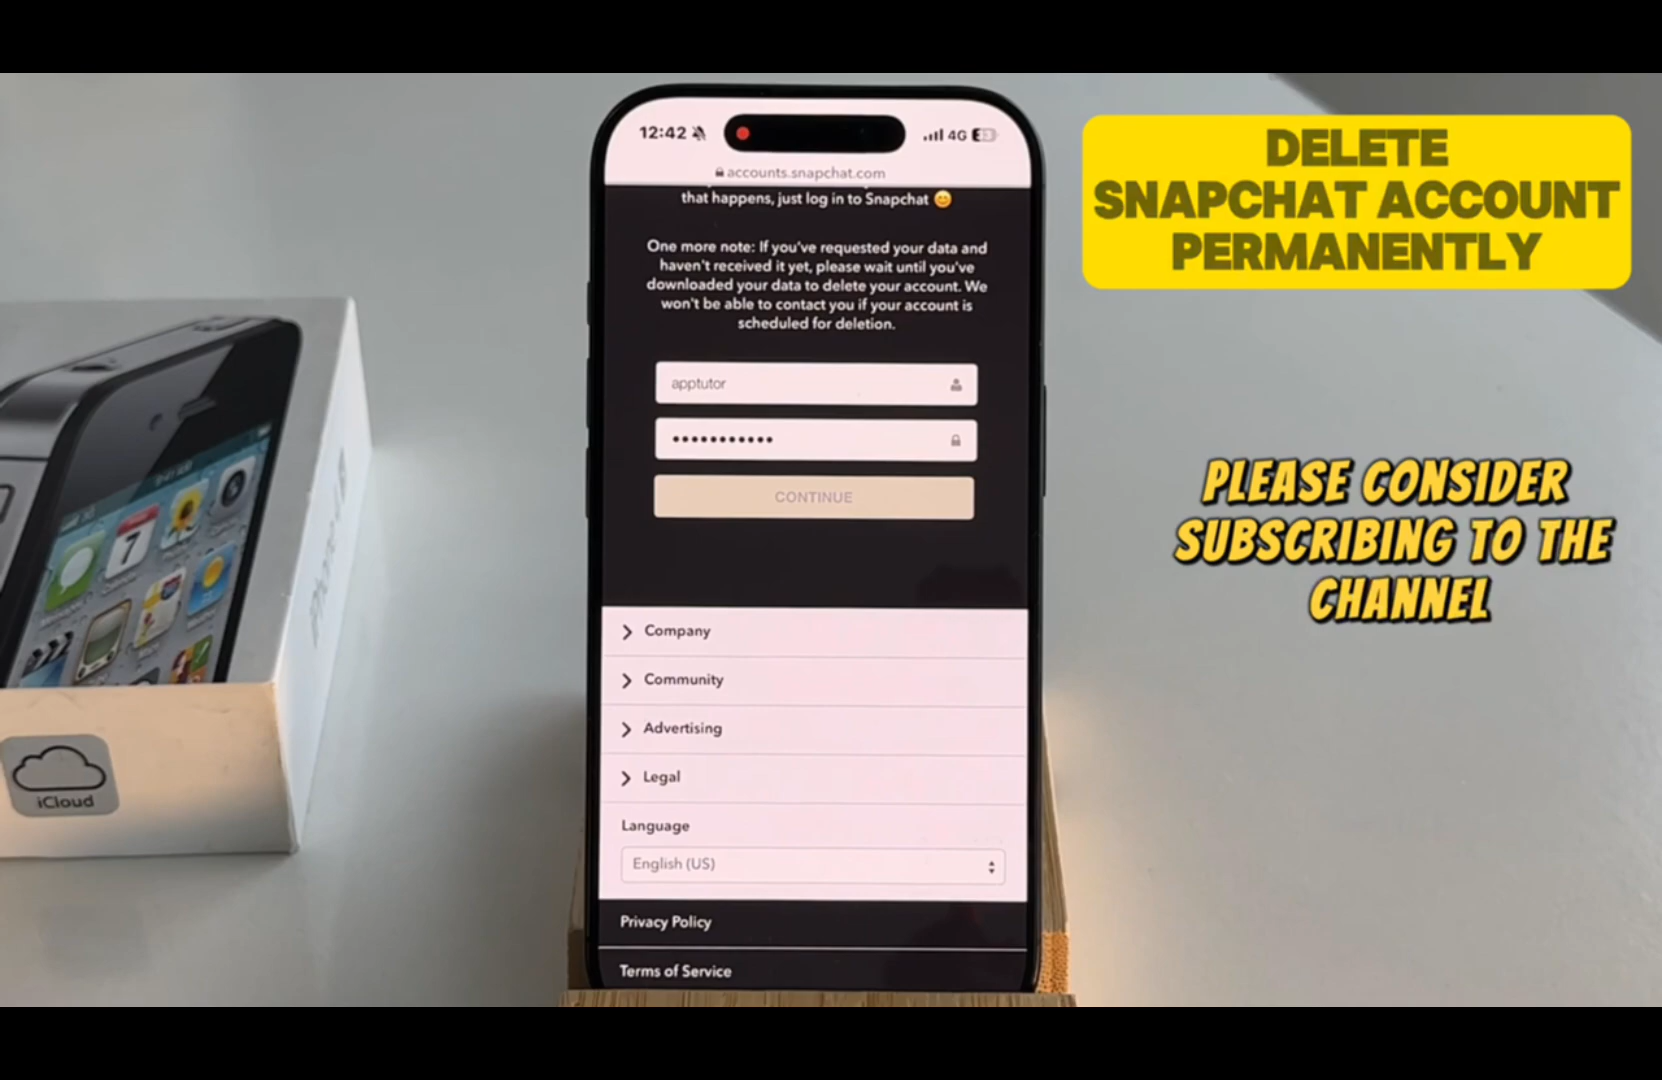 12:42
4G
33
accounts.snapchat.com
that happens, just log in to Snapchat 😊
One more note: If you've requested your data and
haven't received it yet, please wait until you've
downloaded your data to delete your account. We
won't be able to contact you if your account is
scheduled for deletion.
apptutor
•••••••••••
CONTINUE
Company
Community
Advertising
Legal
Language
English (US)
Privacy Policy
Terms of Service
DELETE
SNAPCHAT ACCOUNT
PERMANENTLY
PLEASE CONSIDER
SUBSCRIBING TO THE
CHANNEL
7
iCloud